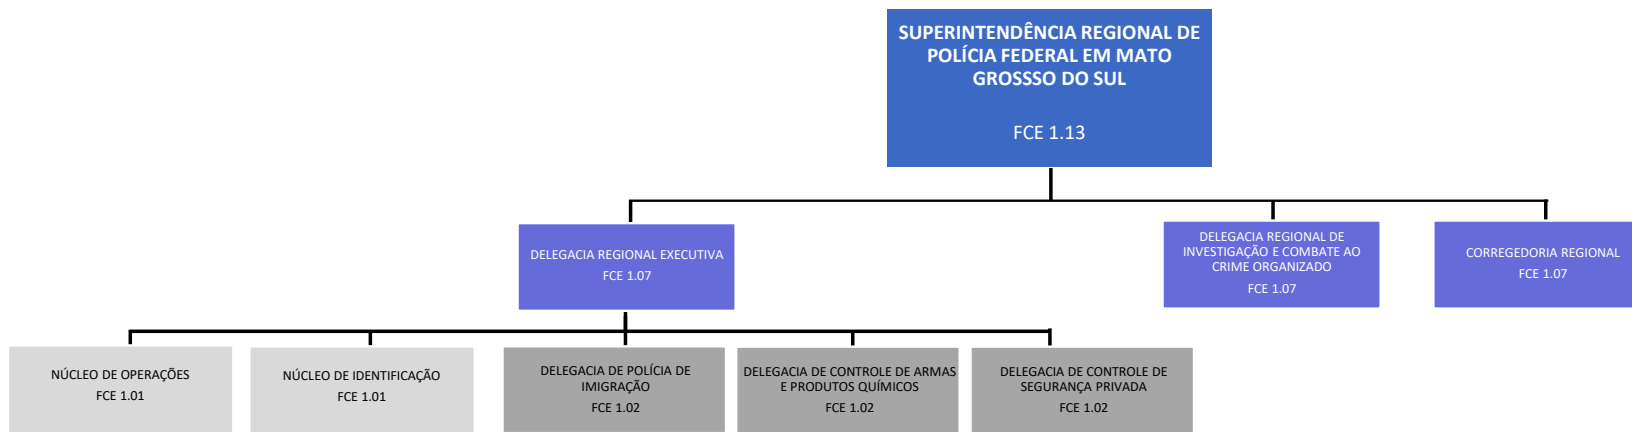 SUPERINTENDÊNCIA REGIONAL DE
POLÍCIA FEDERAL EM MATO
GROSSSO DO SUL
FCE 1.13
DELEGACIA REGIONAL EXECUTIVA
FCE 1.07
DELEGACIA REGIONAL DE
INVESTIGAÇÃO E COMBATE AO
CRIME ORGANIZADO
FCE 1.07
CORREGEDORIA REGIONAL
FCE 1.07
NÚCLEO DE OPERAÇÕES
FCE 1.01
NÚCLEO DE IDENTIFICAÇÃO
FCE 1.01
DELEGACIA DE POLÍCIA DE
IMIGRAÇÃO
FCE 1.02
DELEGACIA DE CONTROLE DE ARMAS
E PRODUTOS QUÍMICOS
FCE 1.02
DELEGACIA DE CONTROLE DE
SEGURANÇA PRIVADA
FCE 1.02